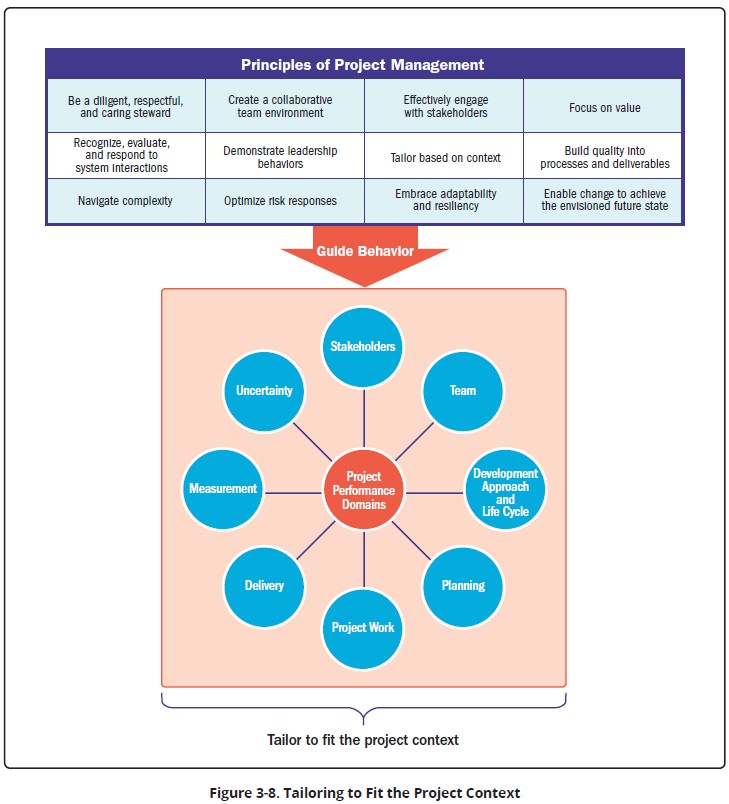 Principles of Project Management
Be a diligent, respectful,
and caring steward
Create a collaborative
team environment
Effectively engage
with stakeholders
Focus on value
Recognize, evaluate,
and respond to
system interactions
Demonstrate leadership
behaviors
Tailor based on context
Build quality into
processes and deliverables
Navigate complexity
Optimize risk responses
Embrace adaptability
and resiliency
Enable change to achieve
the envisioned future state
Guide Behavior
Stakeholders
Uncertainty
Team
Measurement
Project
Performance
Domains
Development
Approach
and
Life Cycle
Delivery
Planning
Project Work
Tailor to fit the project context
Figure 3-8. Tailoring to Fit the Project Context